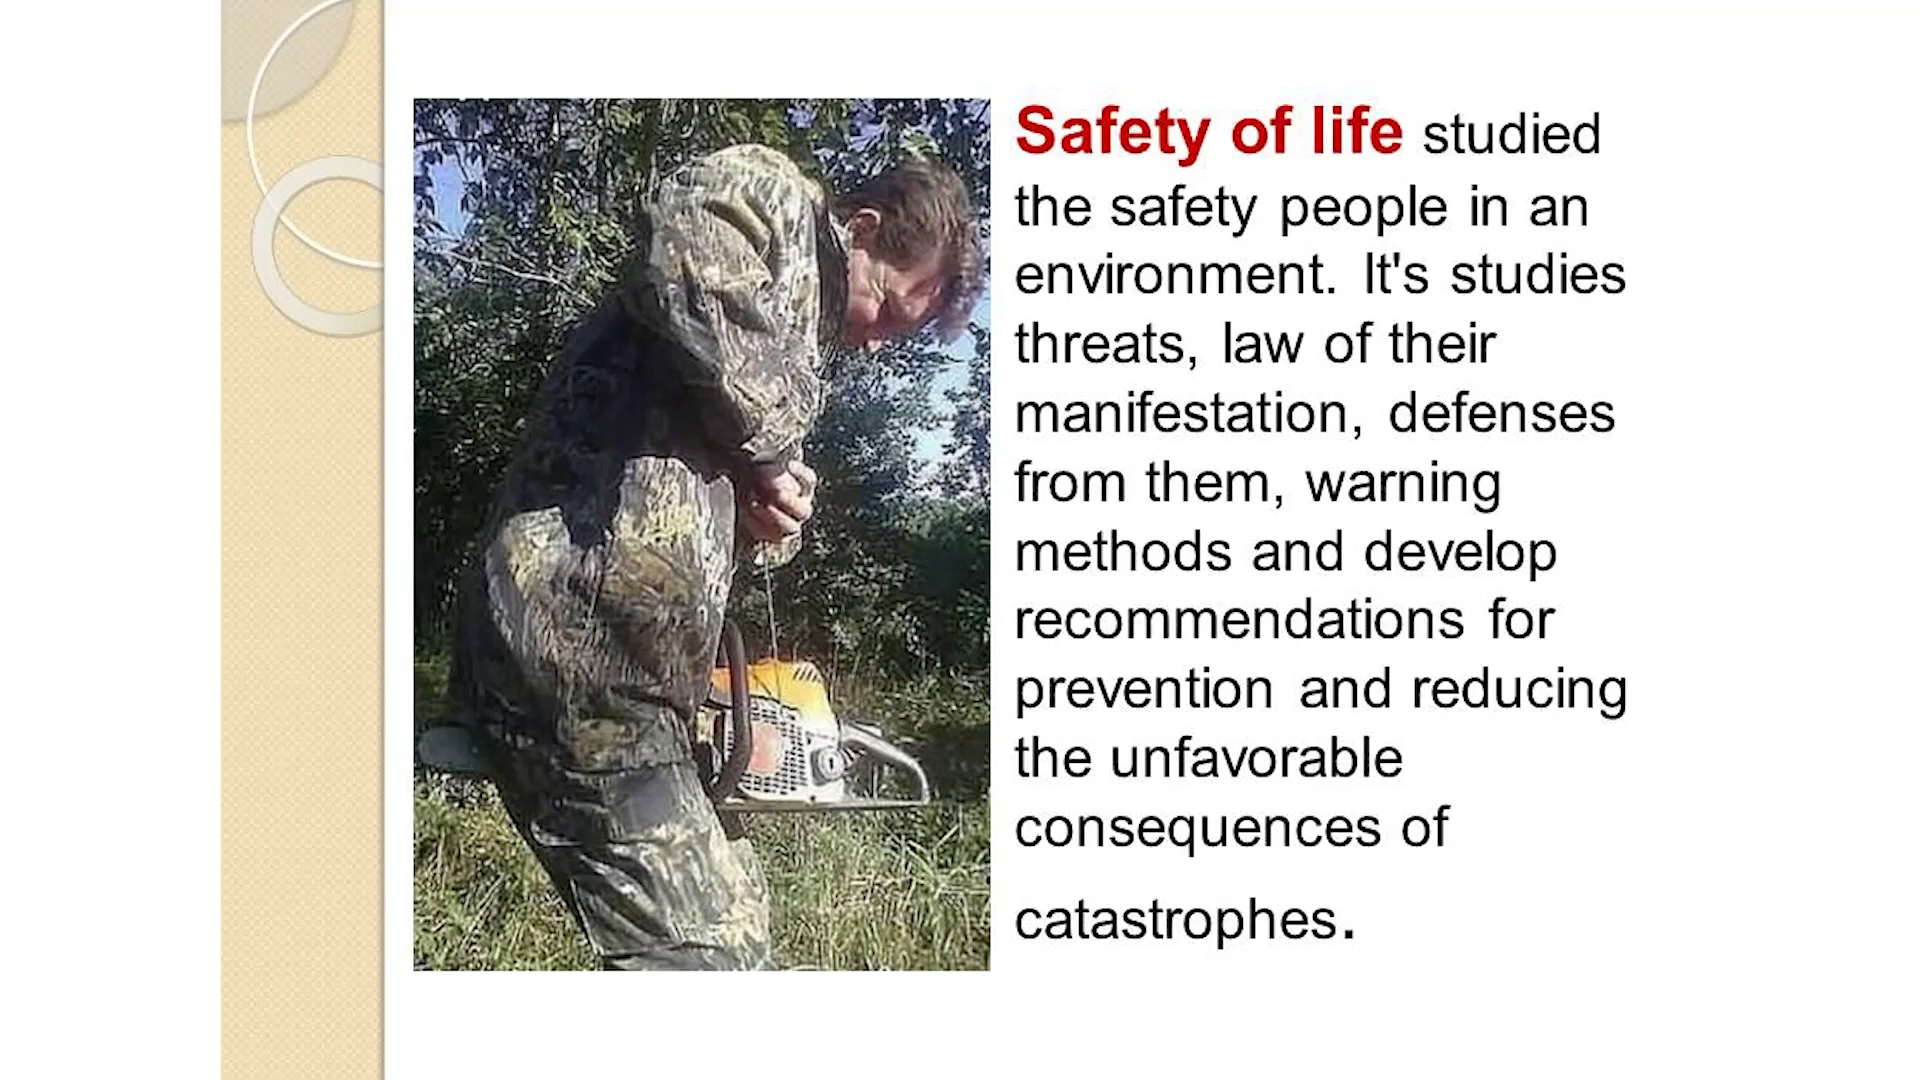 Safety of life studied
the safety people in an
environment. It's studies
threats, law of their
manifestation, defenses
from them, warning
methods and develop
recommendations for
prevention and reducing
the unfavorable
consequences of
catastrophes.